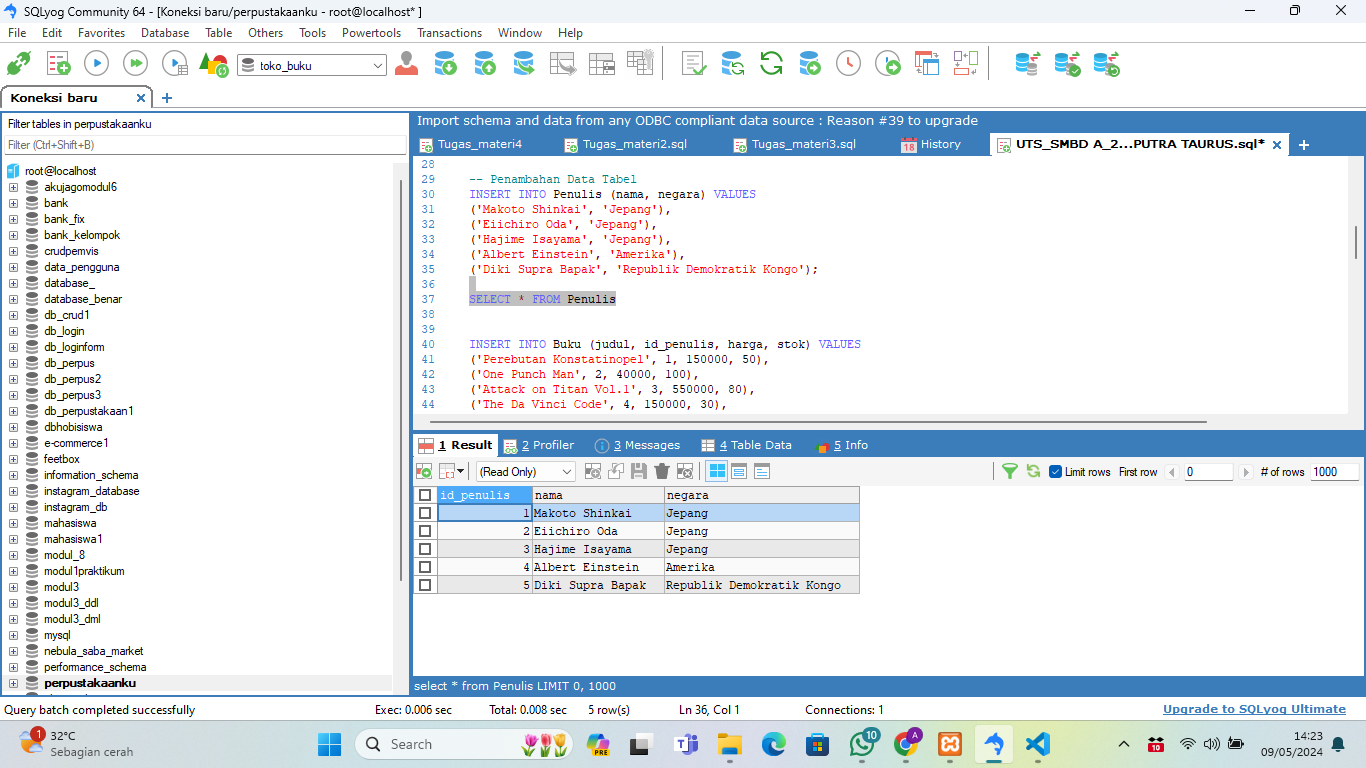 SQLyog Community 64 - [Koneksi baru/perpustakaanku - root@localhost* ]
File Edit Favorites Database Table Others Tools Powertools Transactions Window Help
toko_buku
Koneksi baru
Filter tables in perpustakaanku
Filter (Ctrl+Shift+B)
root@localhost
akujagomodul6
bank
bank_fix
bank_kelompok
crudpemvis
data_pengguna
database_
database_benar
db_crud1
db_login
db_loginform
db_perpus
db_perpus2
db_perpus3
db_perpustakaan1
dbhobisiswa
e-commerce1
feetbox
information_schema
instagram_database
instagram_db
mahasiswa
mahasiswa1
modul_8
modul1praktikum
modul3
modul3_ddl
modul3_dml
mysql
nebula_saba_market
performance_schema
perpustakaanku
Import schema and data from any ODBC compliant data source : Reason #39 to upgrade
Tugas_materi4 Tugas_materi2.sql Tugas_materi3.sql 18 History UTS_SMBD A_2...PUTRA TAURUS.sql*
28
29 -- Penambahan Data Tabel
30 INSERT INTO Penulis (nama, negara) VALUES
31 ('Makoto Shinkai', 'Jepang'),
32 ('Eiichiro Oda', 'Jepang'),
33 ('Hajime Isayama', 'Jepang'),
34 ('Albert Einstein', 'Amerika'),
35 ('Diki Supra Bapak', 'Republik Demokratik Kongo');
36
37 SELECT * FROM Penulis
38
39
40 INSERT INTO Buku (judul, id_penulis, harga, stok) VALUES
41 ('Perebutan Konstatinopel', 1, 150000, 50),
42 ('One Punch Man', 2, 40000, 100),
43 ('Attack on Titan Vol.1', 3, 550000, 80),
44 ('The Da Vinci Code', 4, 150000, 30),
1 Result 2 Profiler 3 Messages 4 Table Data 5 Info
(Read Only) Limit rows First row 0 # of rows 1000
id_penulis nama negara
1 Makoto Shinkai Jepang
2 Eiichiro Oda Jepang
3 Hajime Isayama Jepang
4 Albert Einstein Amerika
5 Diki Supra Bapak Republik Demokratik Kongo
select * from Penulis LIMIT 0, 1000
Query batch completed successfully Exec: 0.006 sec Total: 0.008 sec 5 row(s) Ln 36, Col 1 Connections: 1 Upgrade to SQLyog Ultimate
1 32°C
Sebagian cerah
Search
PRE
10
A
10
14:23
09/05/2024